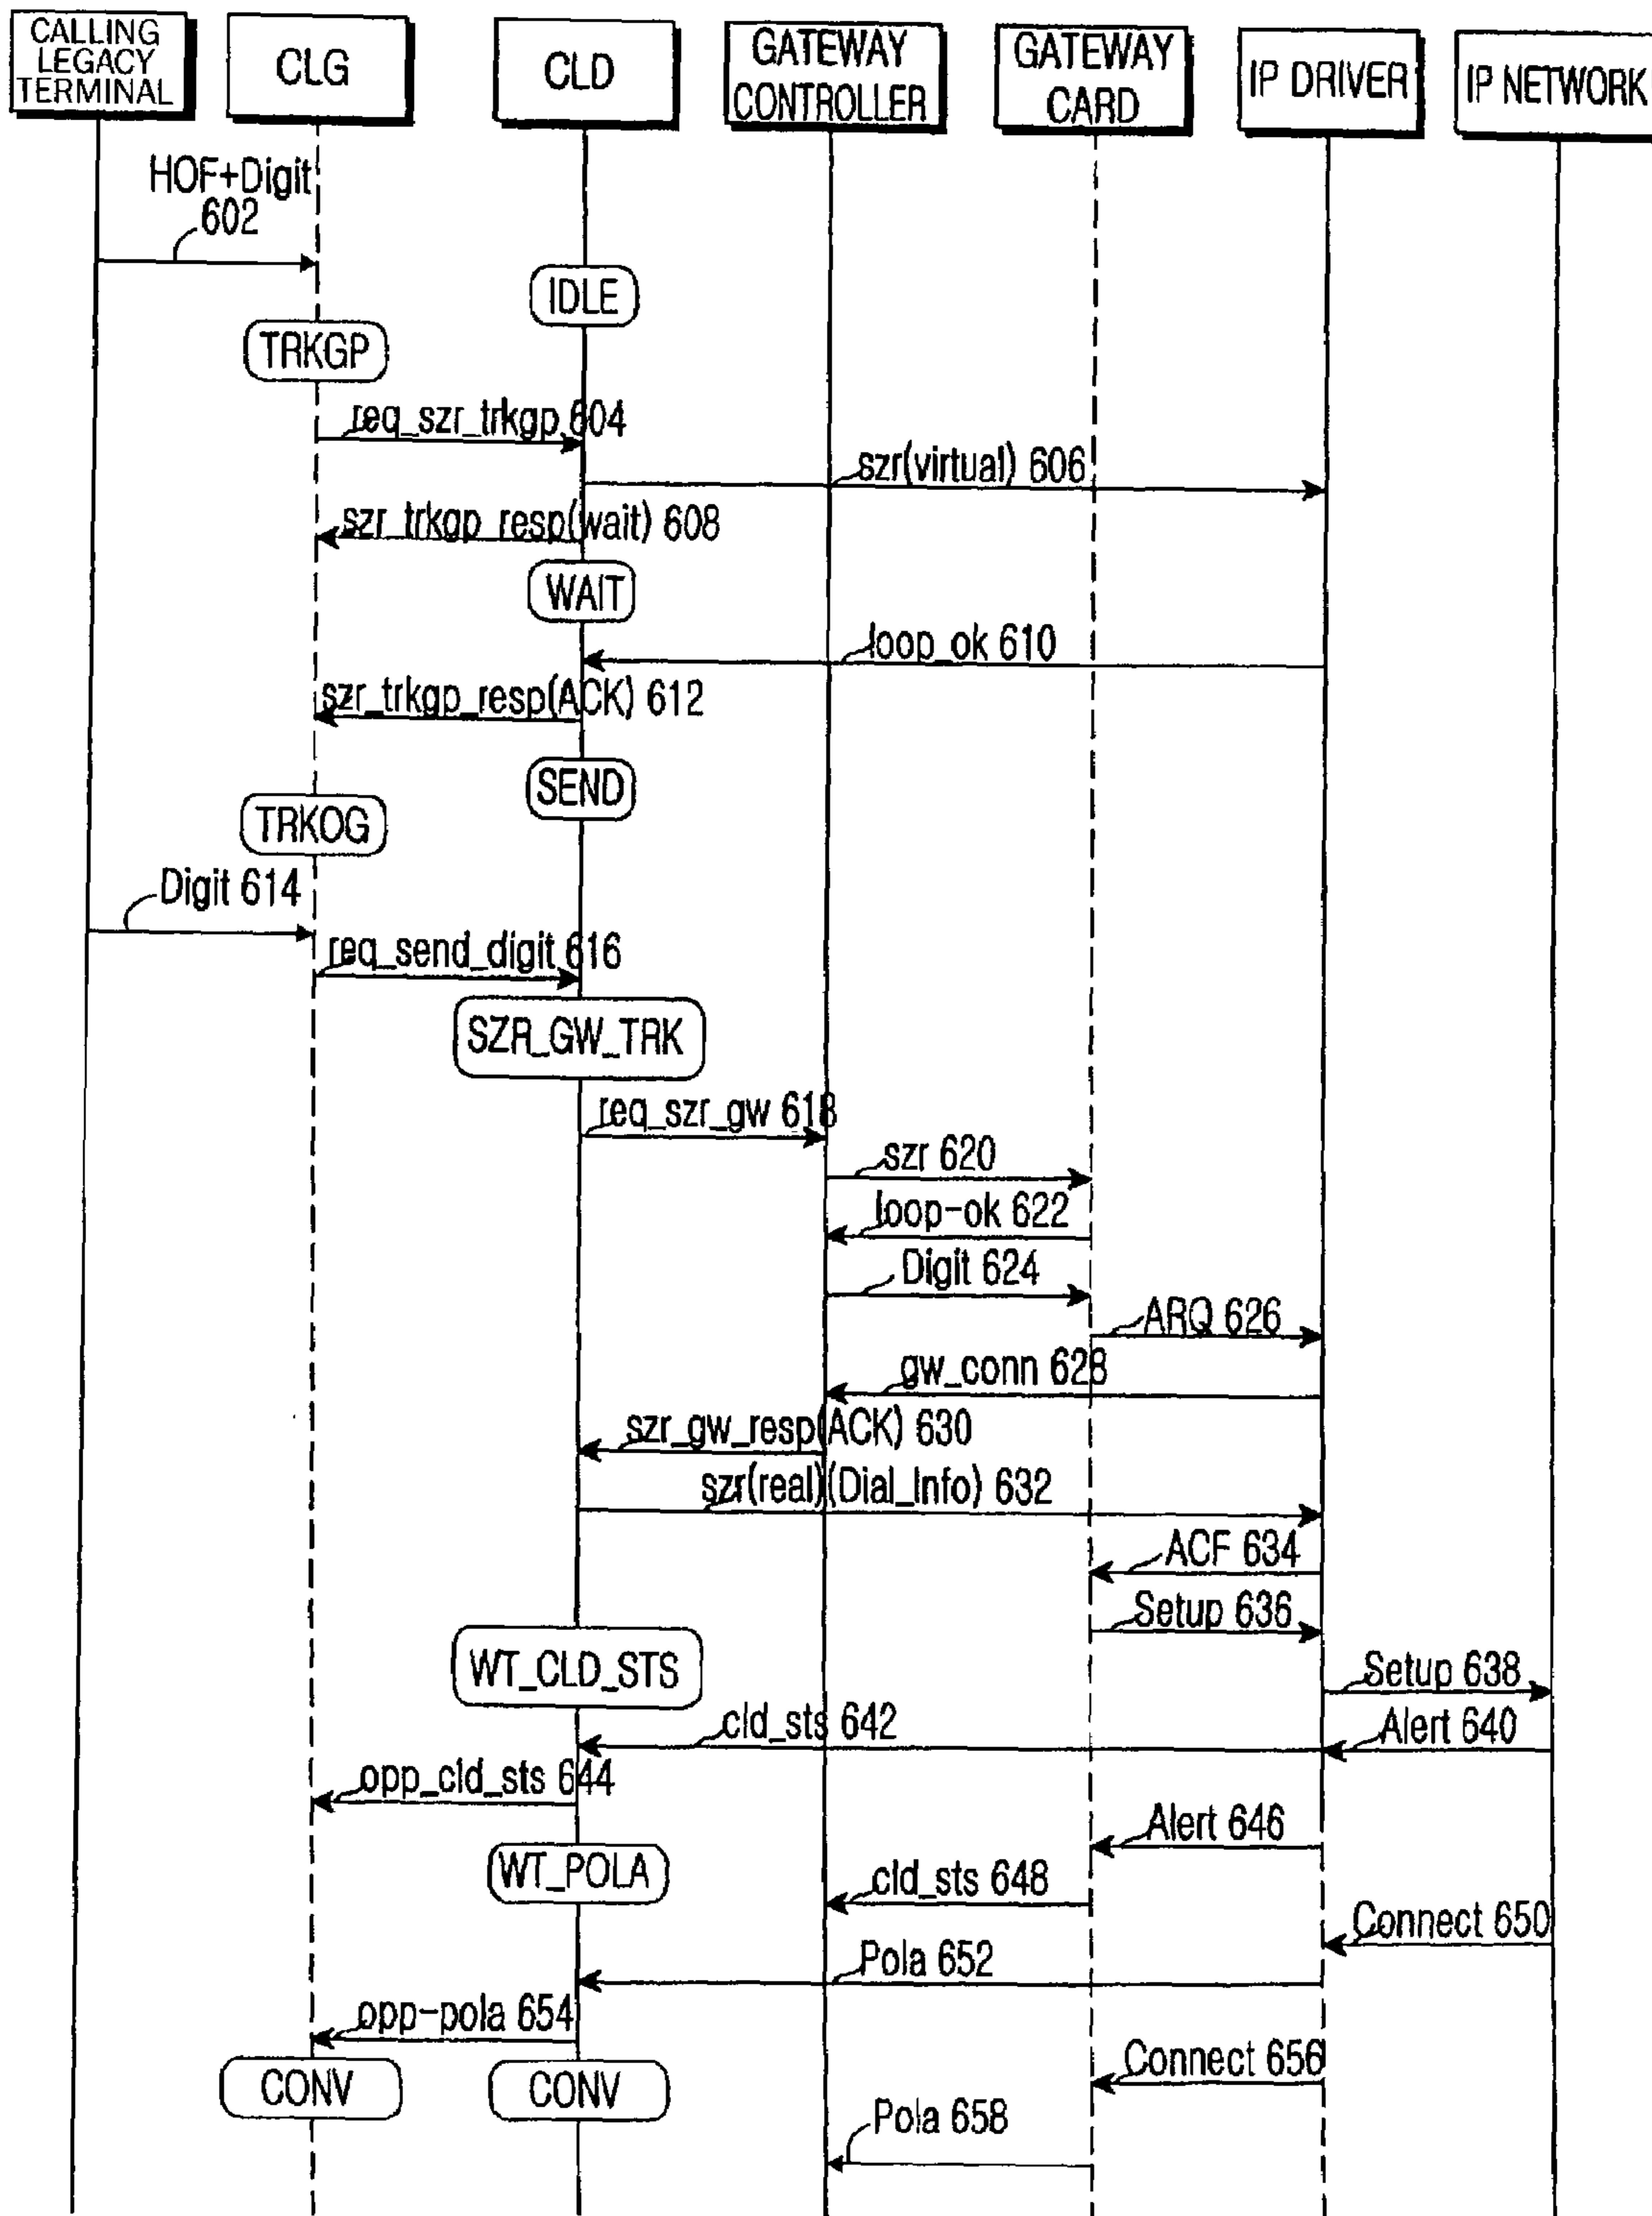 CALLING
LEGACY
TERMINAL
CLG
CLD
GATEWAY
CONTROLLER
GATEWAY
CARD
IP DRIVER
IP NETWORK
HOF+Digit
602
IDLE
TRKGP
req_szr_trkgp 604
szr(virtual) 606
szr_trkgp_resp(wait) 608
WAIT
loop_ok 610
szr_trkgp_resp(ACK) 612
SEND
TRKOG
Digit 614
req_send_digit 616
SZR_GW_TRK
req_szr_gw 618
szr 620
loop-ok 622
Digit 624
ARQ 626
gw_conn 628
szr_gw_resp(ACK) 630
szr(real)(Dial_Info) 632
ACF 634
Setup 636
WT_CLD_STS
Setup 638
Alert 640
cld_sts 642
opp_cld_sts 644
Alert 646
WT_POLA
cld_sts 648
Connect 650
Pola 652
opp-pola 654
Connect 656
CONV
CONV
Pola 658